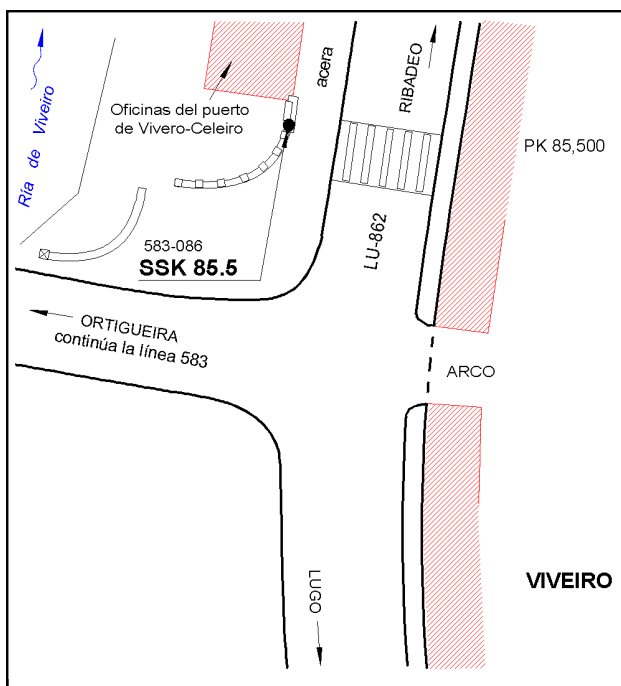 Ría de Viveiro
acera
RIBADEO
Oficinas del puerto
de Vivero-Celeiro
PK 85,500
583-086
SSK 85.5
LU-862
ORTIGUEIRA
continúa la línea 583
ARCO
LUGO
VIVEIRO